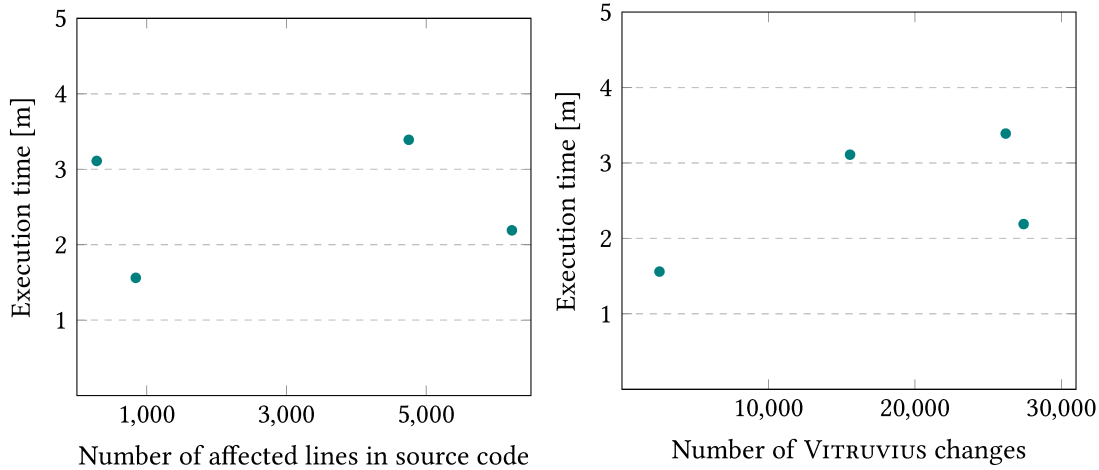 5
4
3
2
1
Execution time [m]
1,000 3,000 5,000
Number of affected lines in source code
5
4
3
2
1
Execution time [m]
10,000 20,000 30,000
Number of VITRUVIUS changes